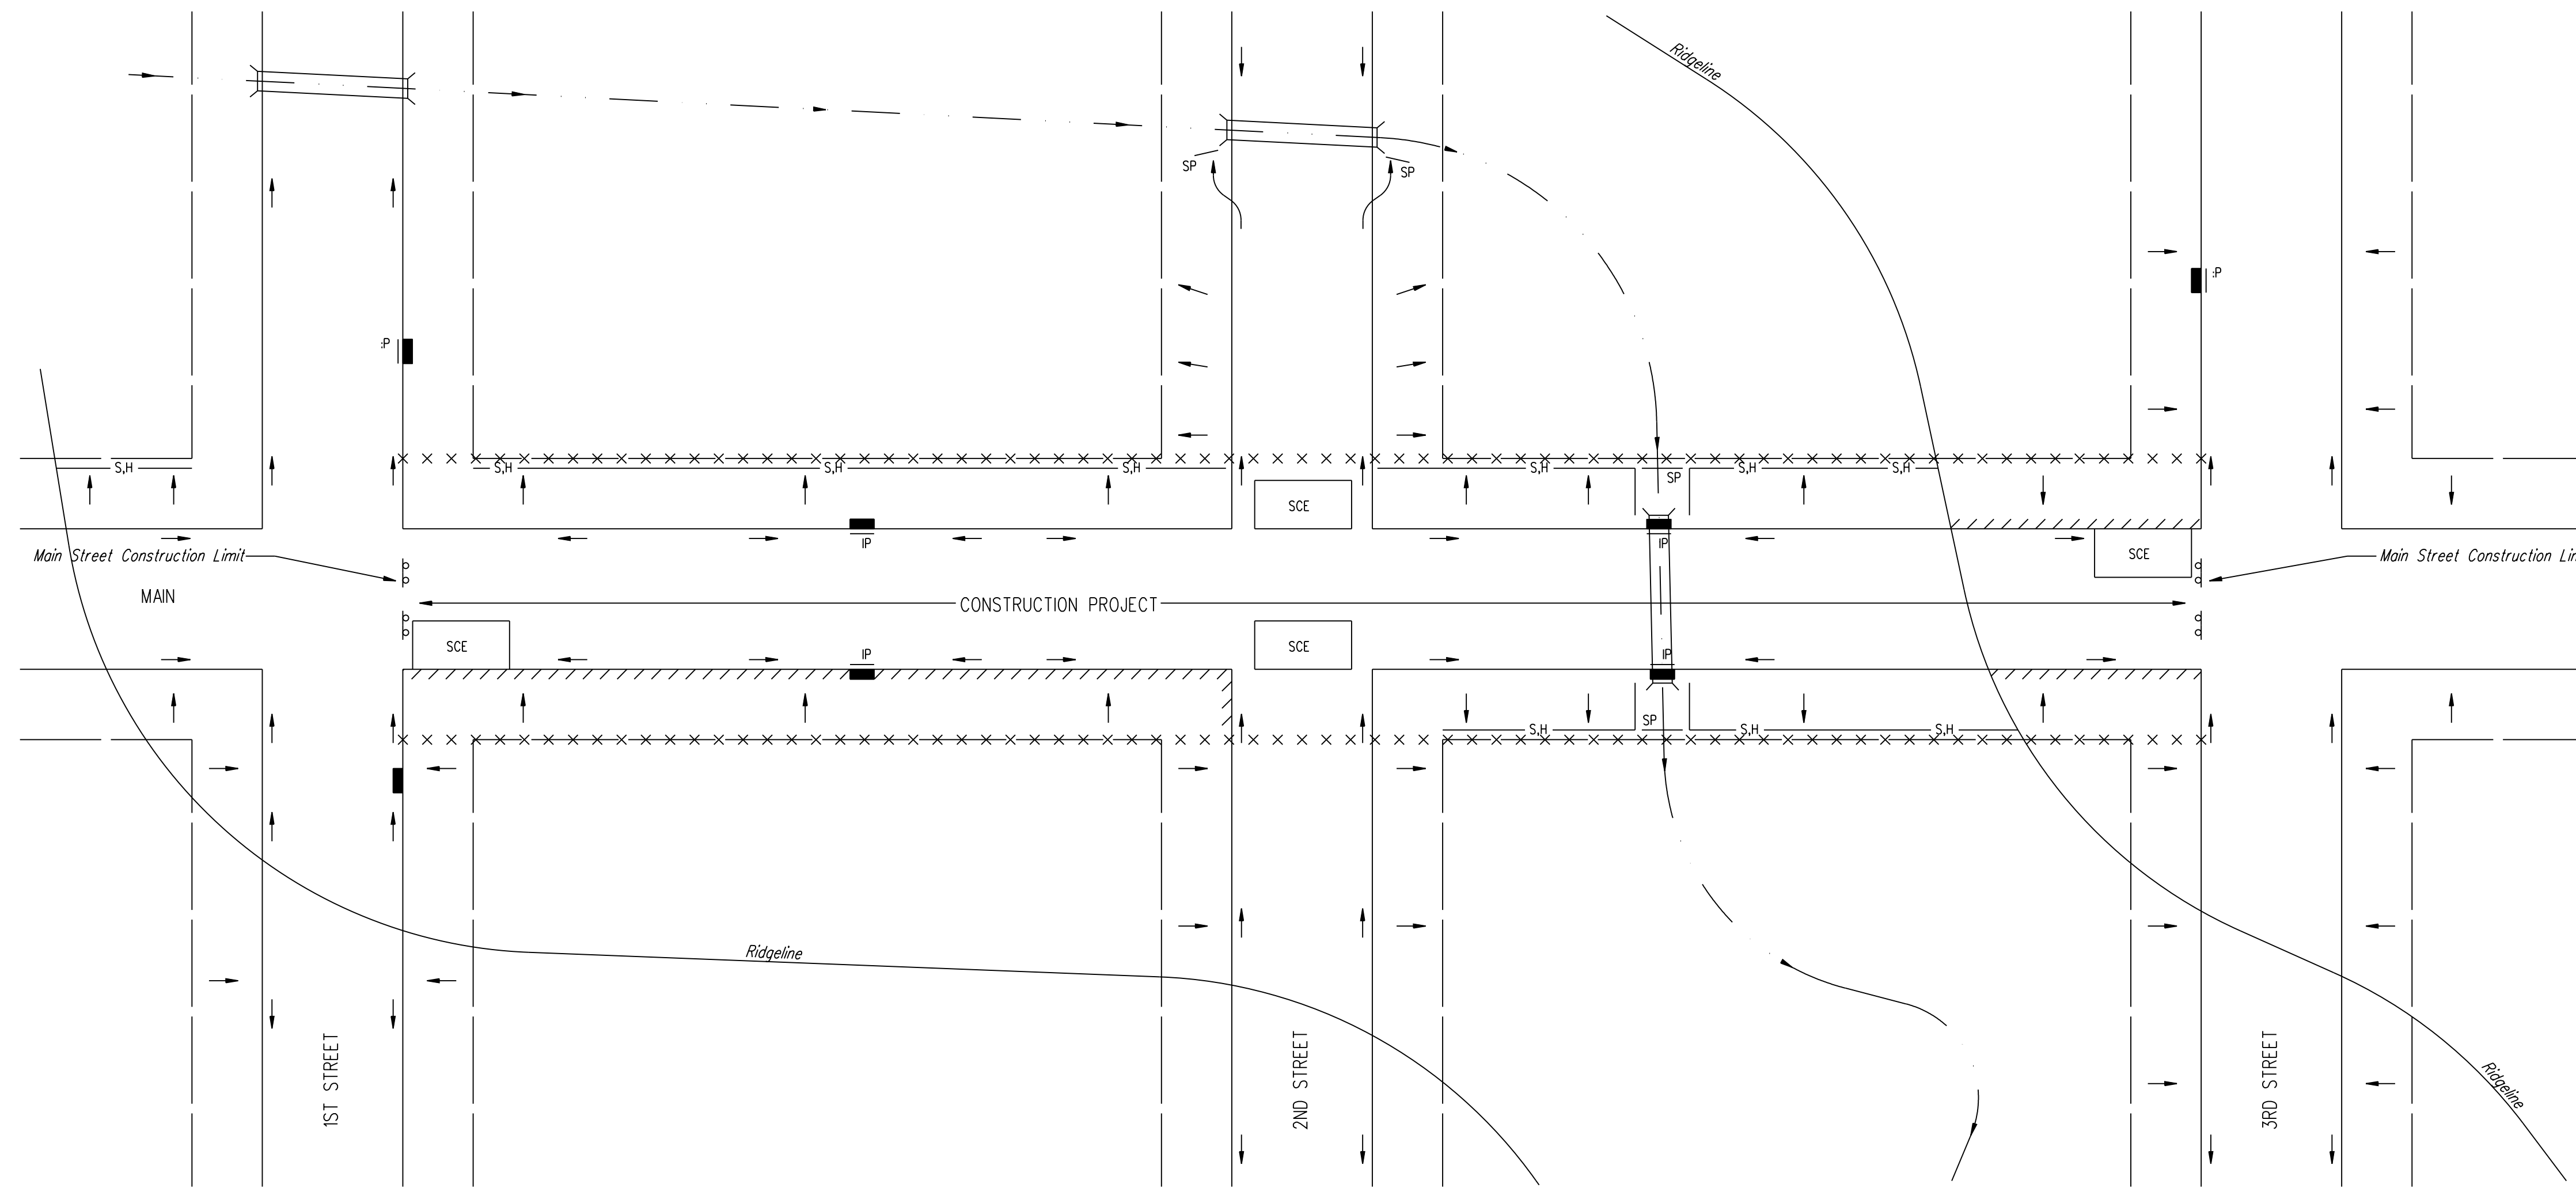 Ridgeline
SP
SP
:P
:P
S,H
S,H
S,H
S,H
S,H
S,H
S,H
SP
SCE
IP
IP
Main Street Construction Limit
SCE
Main Street Construction Li
MAIN
CONSTRUCTION PROJECT
SCE
SCE
IP
IP
SP
S,H
S,H
S,H
Ridgeline
1ST STREET
2ND STREET
3RD STREET
Ridgeline